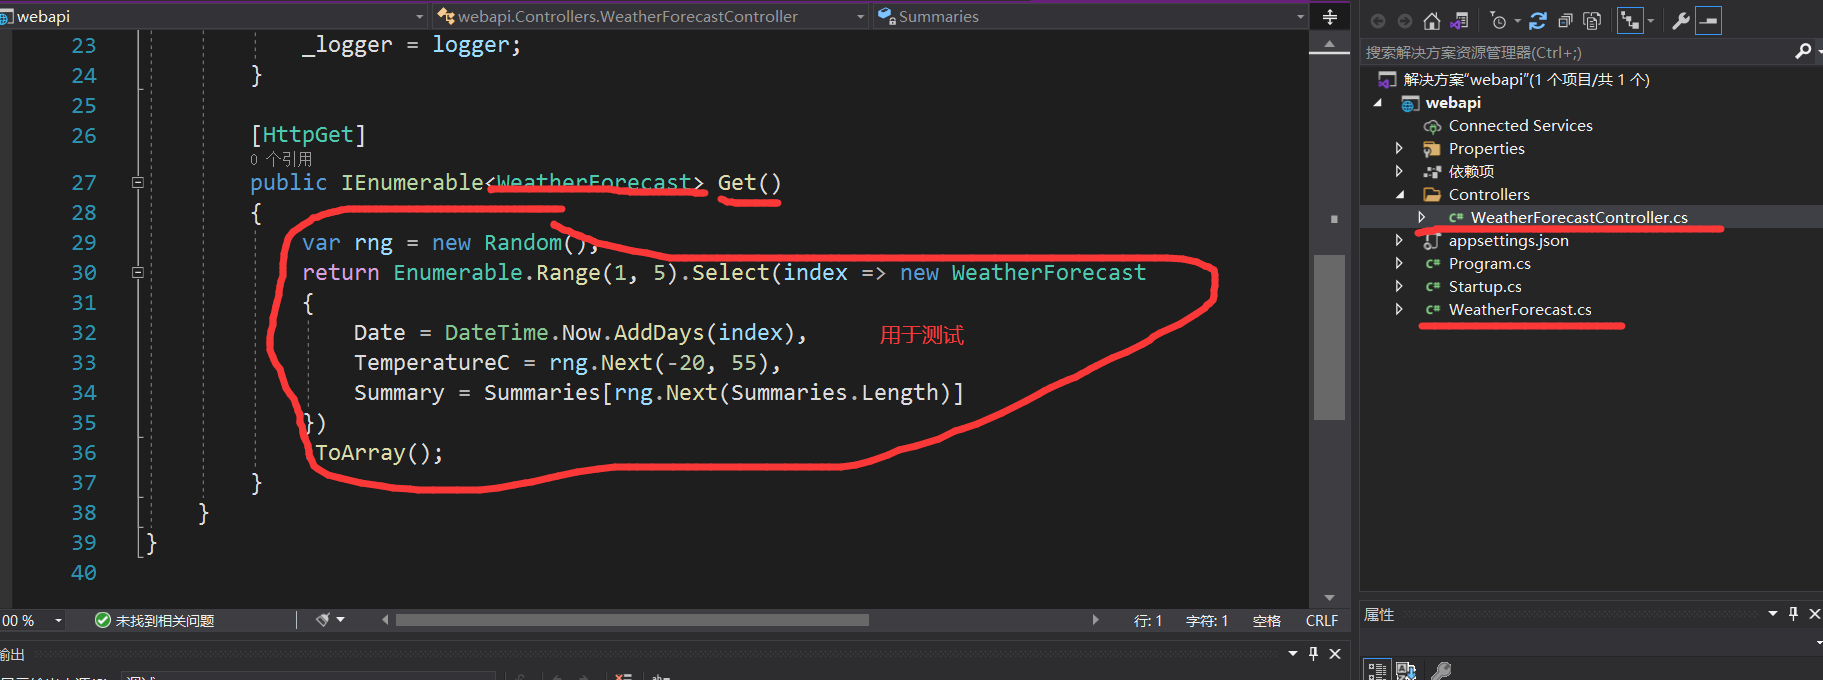 webapi
webapi.Controllers.WeatherForecastController
Summaries
23 _logger = logger;
24 }
25
26 [HttpGet]
0 个引用
27 public IEnumerable<WeatherForecast> Get()
28 {
29 var rng = new Random();
30 return Enumerable.Range(1, 5).Select(index => new WeatherForecast
31 {
32 Date = DateTime.Now.AddDays(index),
用于测试
33 TemperatureC = rng.Next(-20, 55),
34 Summary = Summaries[rng.Next(Summaries.Length)]
35 })
36 .ToArray();
37 }
38 }
39 }
40
00 %
未找到相关问题
行: 1
字符: 1
空格
CRLF
输出
搜索解决方案资源管理器(Ctrl+;)
解决方案"webapi"(1 个项目/共 1 个)
webapi
Connected Services
Properties
依赖项
Controllers
C# WeatherForecastController.cs
appsettings.json
C# Program.cs
C# Startup.cs
C# WeatherForecast.cs
属性